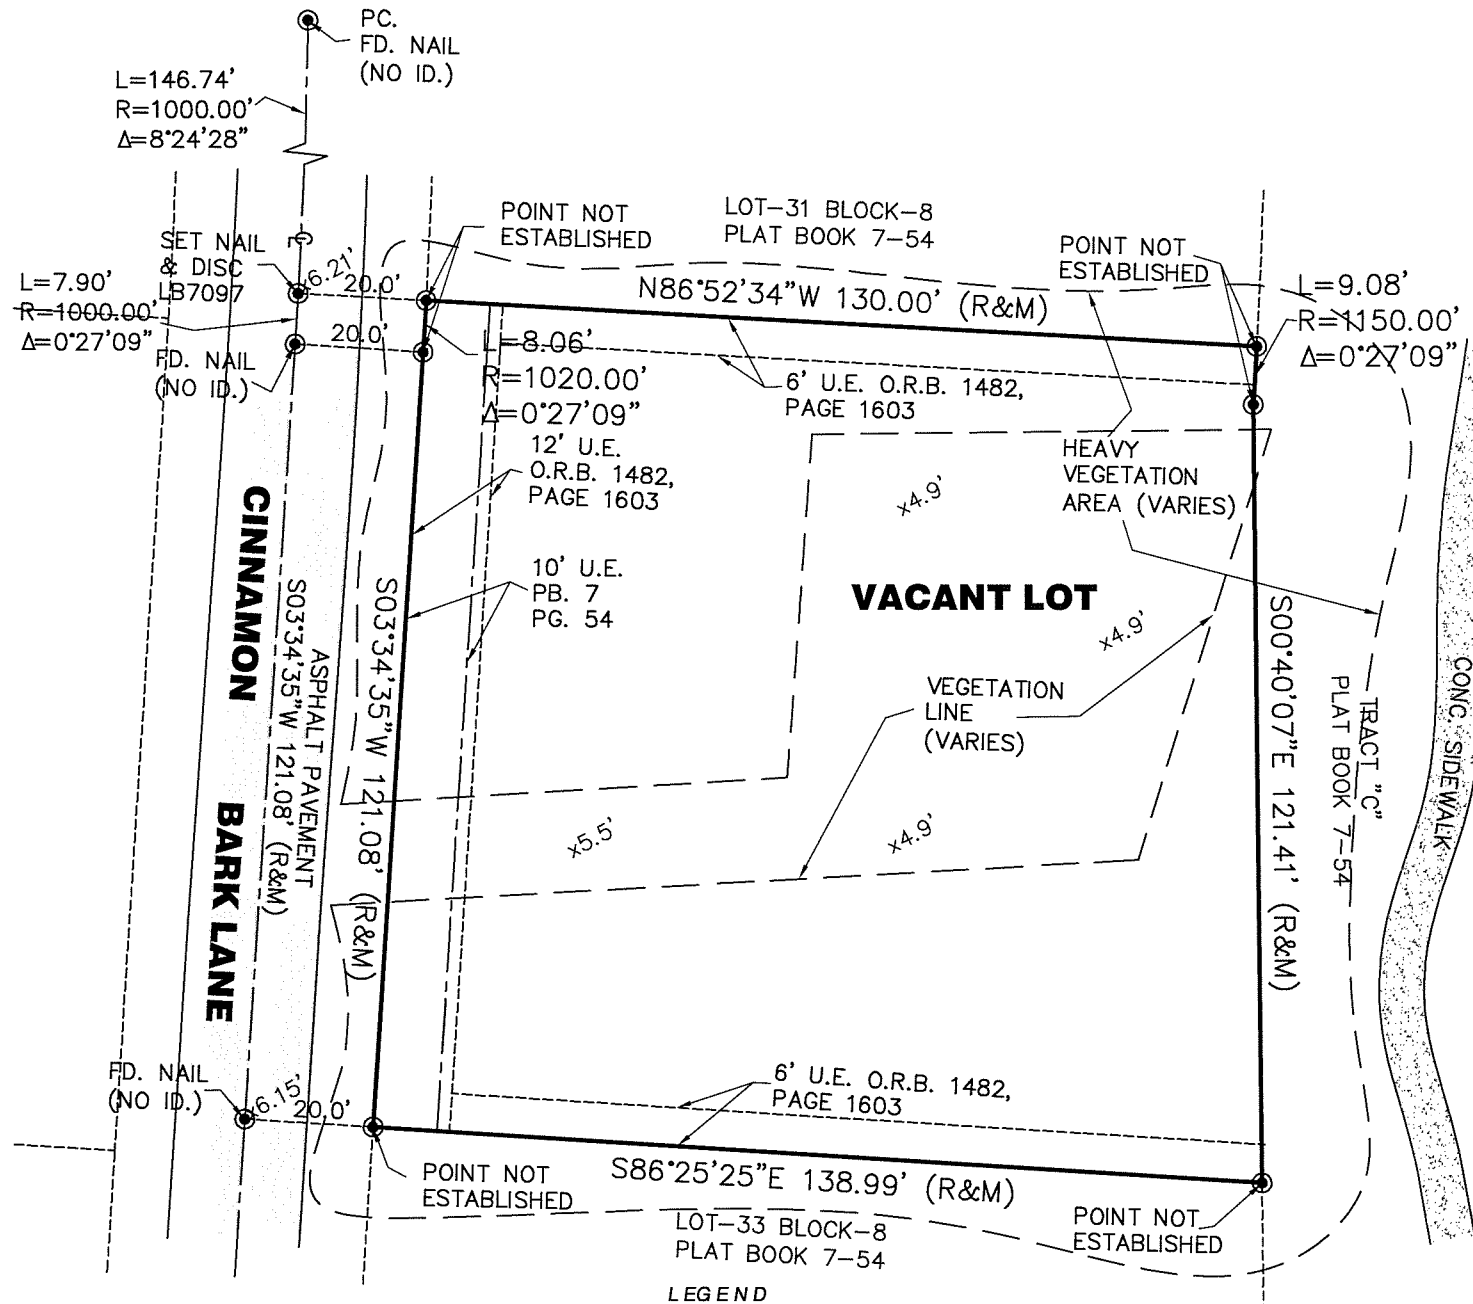 PC.
FD. NAIL
(NO ID.)
L=146.74'
R=1000.00'
Δ=8°24'28"
SET NAIL
& DISC
LB7097
℄
x6.21'
20.0'
L=7.90'
R=1000.00'
Δ=0°27'09"
FD. NAIL
(NO ID.)
20.0'
POINT NOT
ESTABLISHED
LOT-31 BLOCK-8
PLAT BOOK 7-54
N86°52'34"W 130.00' (R&M)
POINT NOT
ESTABLISHED
L=9.08'
R=1150.00'
Δ=0°27'09"
L=8.06'
R=1020.00'
Δ=0°27'09"
6' U.E. O.R.B. 1482,
PAGE 1603
12' U.E.
O.R.B. 1482,
PAGE 1603
HEAVY
VEGETATION
AREA (VARIES)
x4.9'
10' U.E.
PB. 7
PG. 54
VACANT LOT
x4.9'
CINNAMON BARK LANE
S03°34'35"W 121.08' (R&M)
ASPHALT PAVEMENT
S03°34'35"W 121.08' (R&M)
VEGETATION
LINE
(VARIES)
S00°40'07"E 121.41' (R&M)
TRACT "C"
PLAT BOOK 7-54
CONC. SIDEWALK
x5.5'
x4.9'
FD. NAIL
(NO ID.)
x6.15'
20.0'
6' U.E. O.R.B. 1482,
PAGE 1603
POINT NOT
ESTABLISHED
S86°25'25"E 138.99' (R&M)
LOT-33 BLOCK-8
PLAT BOOK 7-54
POINT NOT
ESTABLISHED
LEGEND